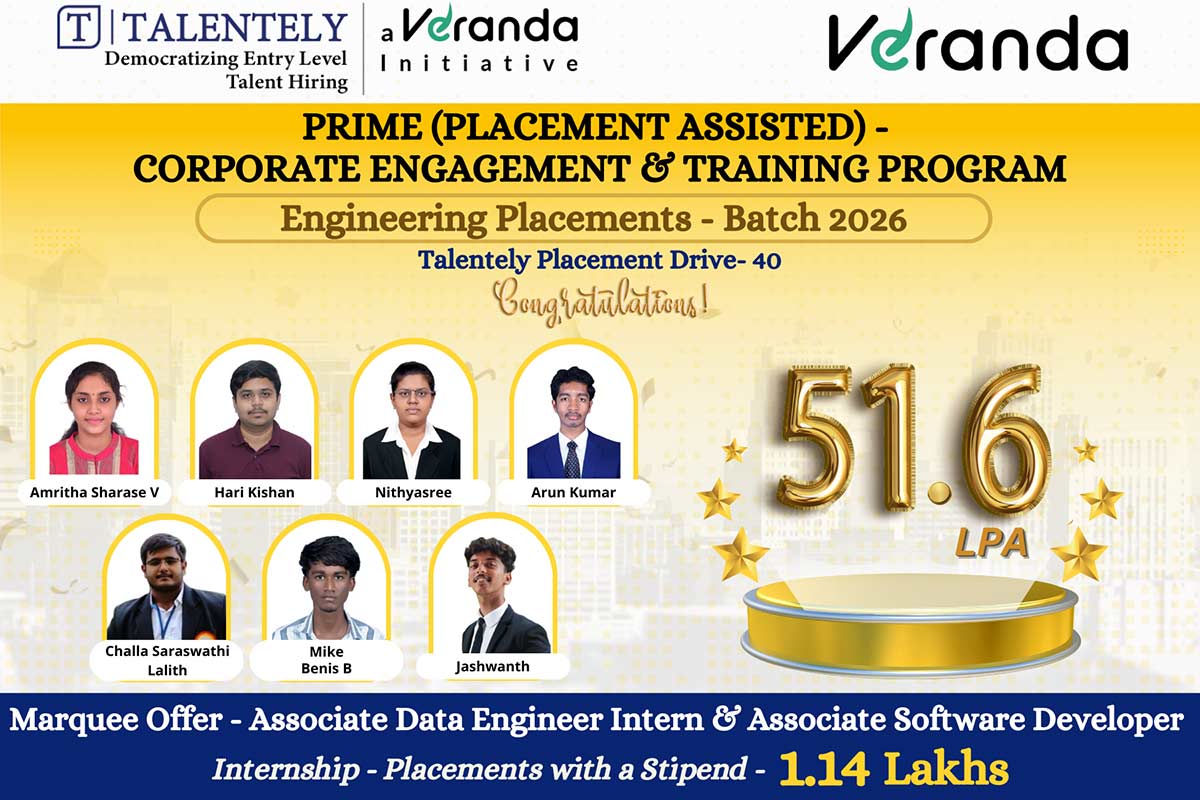 T TALENTELY
Democratizing Entry Level
Talent Hiring
a Veranda
Initiative
Veranda
PRIME (PLACEMENT ASSISTED) -
CORPORATE ENGAGEMENT & TRAINING PROGRAM
Engineering Placements - Batch 2026
Talentely Placement Drive- 40
Congratulations!
Amritha Sharase V
Hari Kishan
Nithyasree
Arun Kumar
51.6
LPA
Challa Saraswathi
Lalith
Mike
Benis B
Jashwanth
Marquee Offer - Associate Data Engineer Intern & Associate Software Developer
Internship - Placements with a Stipend - 1.14 Lakhs